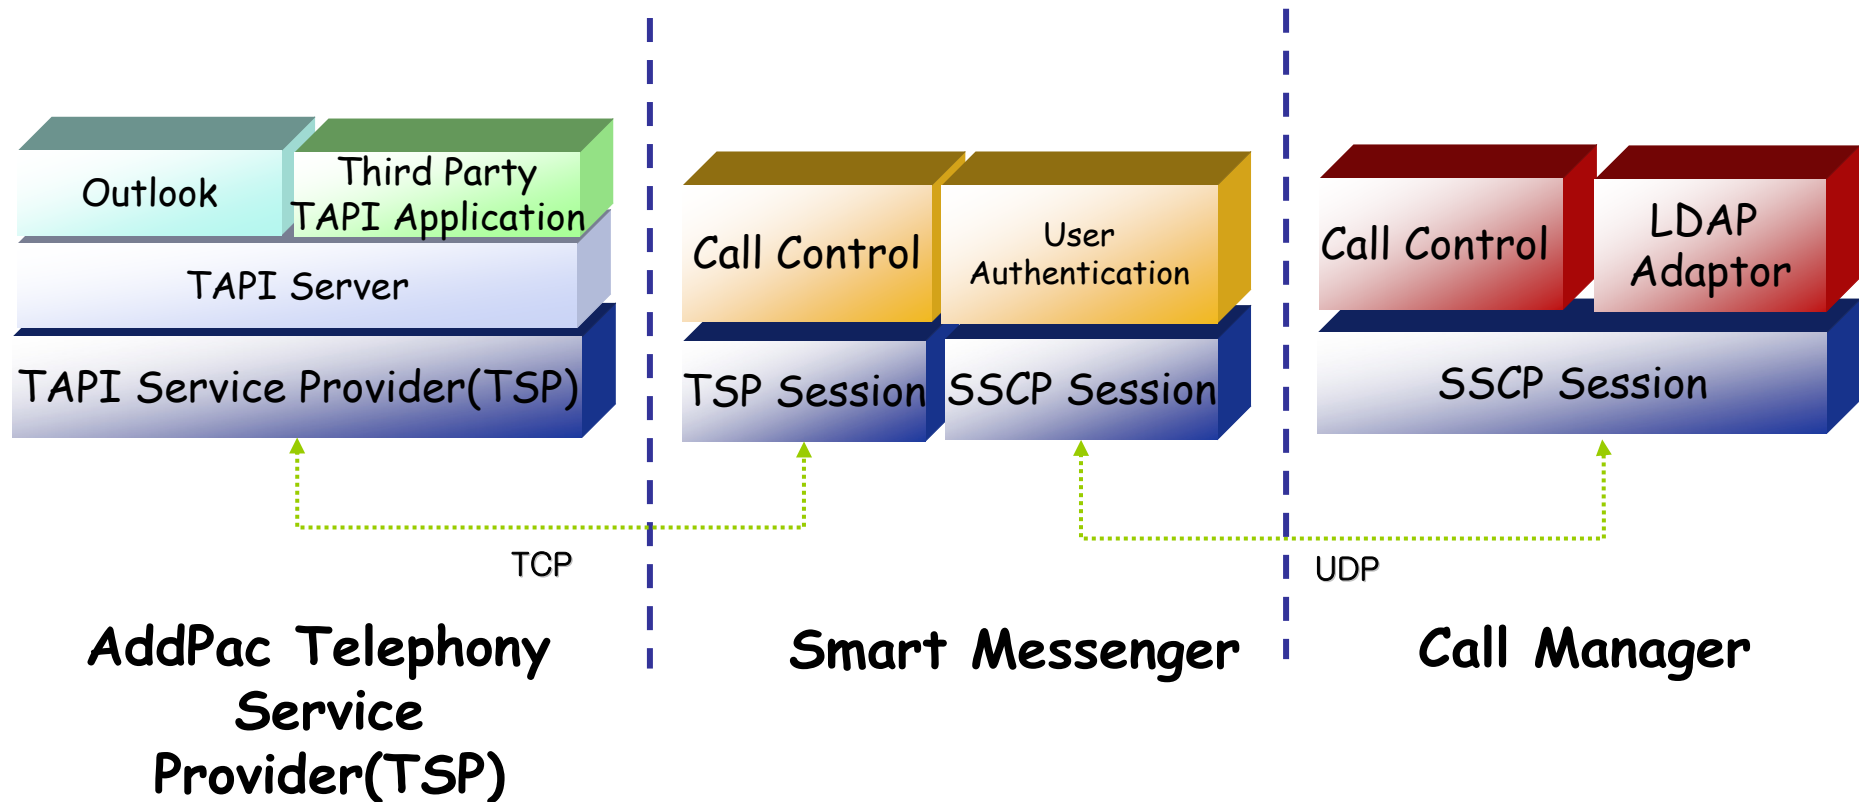 Outlook
Third Party
TAPI Application
TAPI Server
TAPI Service Provider(TSP)
Call Control
User
Authentication
TSP Session
SSCP Session
Call Control
LDAP
Adaptor
SSCP Session
TCP
UDP
AddPac Telephony
Service
Provider(TSP)
Smart Messenger
Call Manager